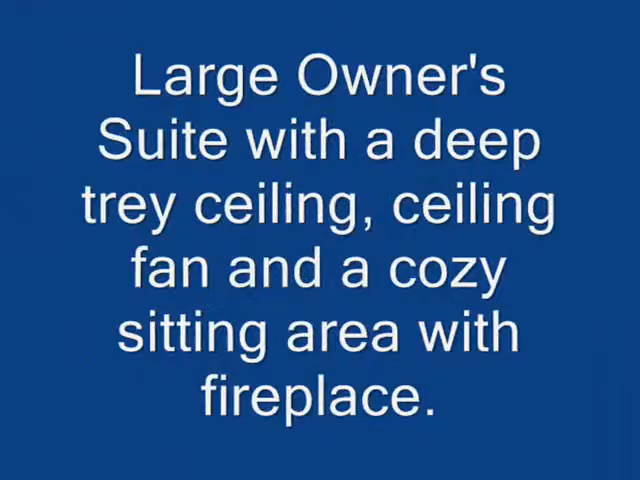 Large Owner's
Suite with a deep
trey ceiling, ceiling
fan and a cozy
sitting area with
fireplace.